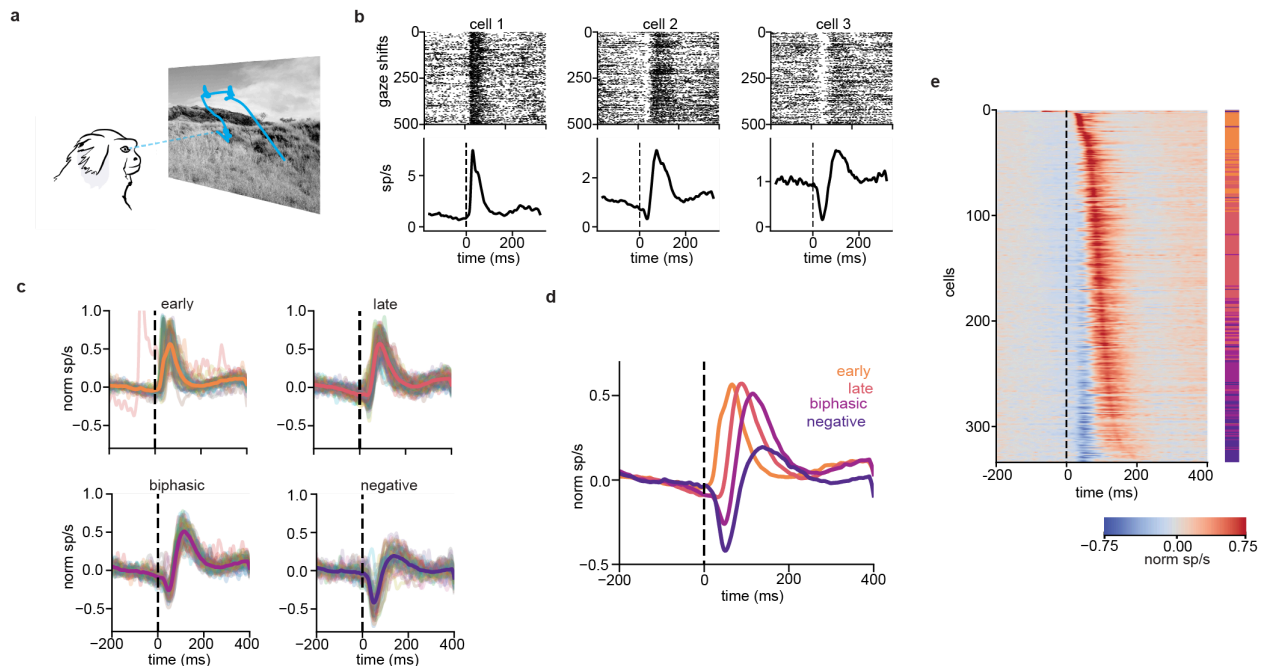 a
b
cell 1
cell 2
cell 3
gaze shifts
0
250
500
0
250
500
0
250
500
sp/s
5
0
2
0
1
0
0
200
0
200
0
200
time (ms)
time (ms)
time (ms)
c
early
late
norm sp/s
1.0
0.5
0.0
−0.5
1.0
0.5
0.0
−0.5
biphasic
negative
norm sp/s
1.0
0.5
0.0
−0.5
1.0
0.5
0.0
−0.5
−200
0
200
400
−200
0
200
400
time (ms)
time (ms)
d
early
late
biphasic
negative
norm sp/s
0.5
0.0
−0.5
−200
0
200
400
time (ms)
e
cells
0
100
200
300
−200
0
200
400
time (ms)
−0.75
0.00
0.75
norm sp/s